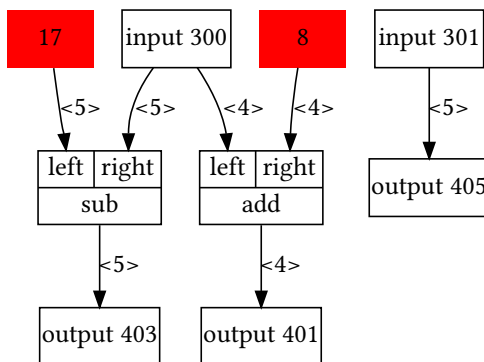 17
input 300
8
input 301
<5>
<5>
<4>
<4>
<5>
left
right
sub
left
right
add
output 405
<5>
<4>
output 403
output 401